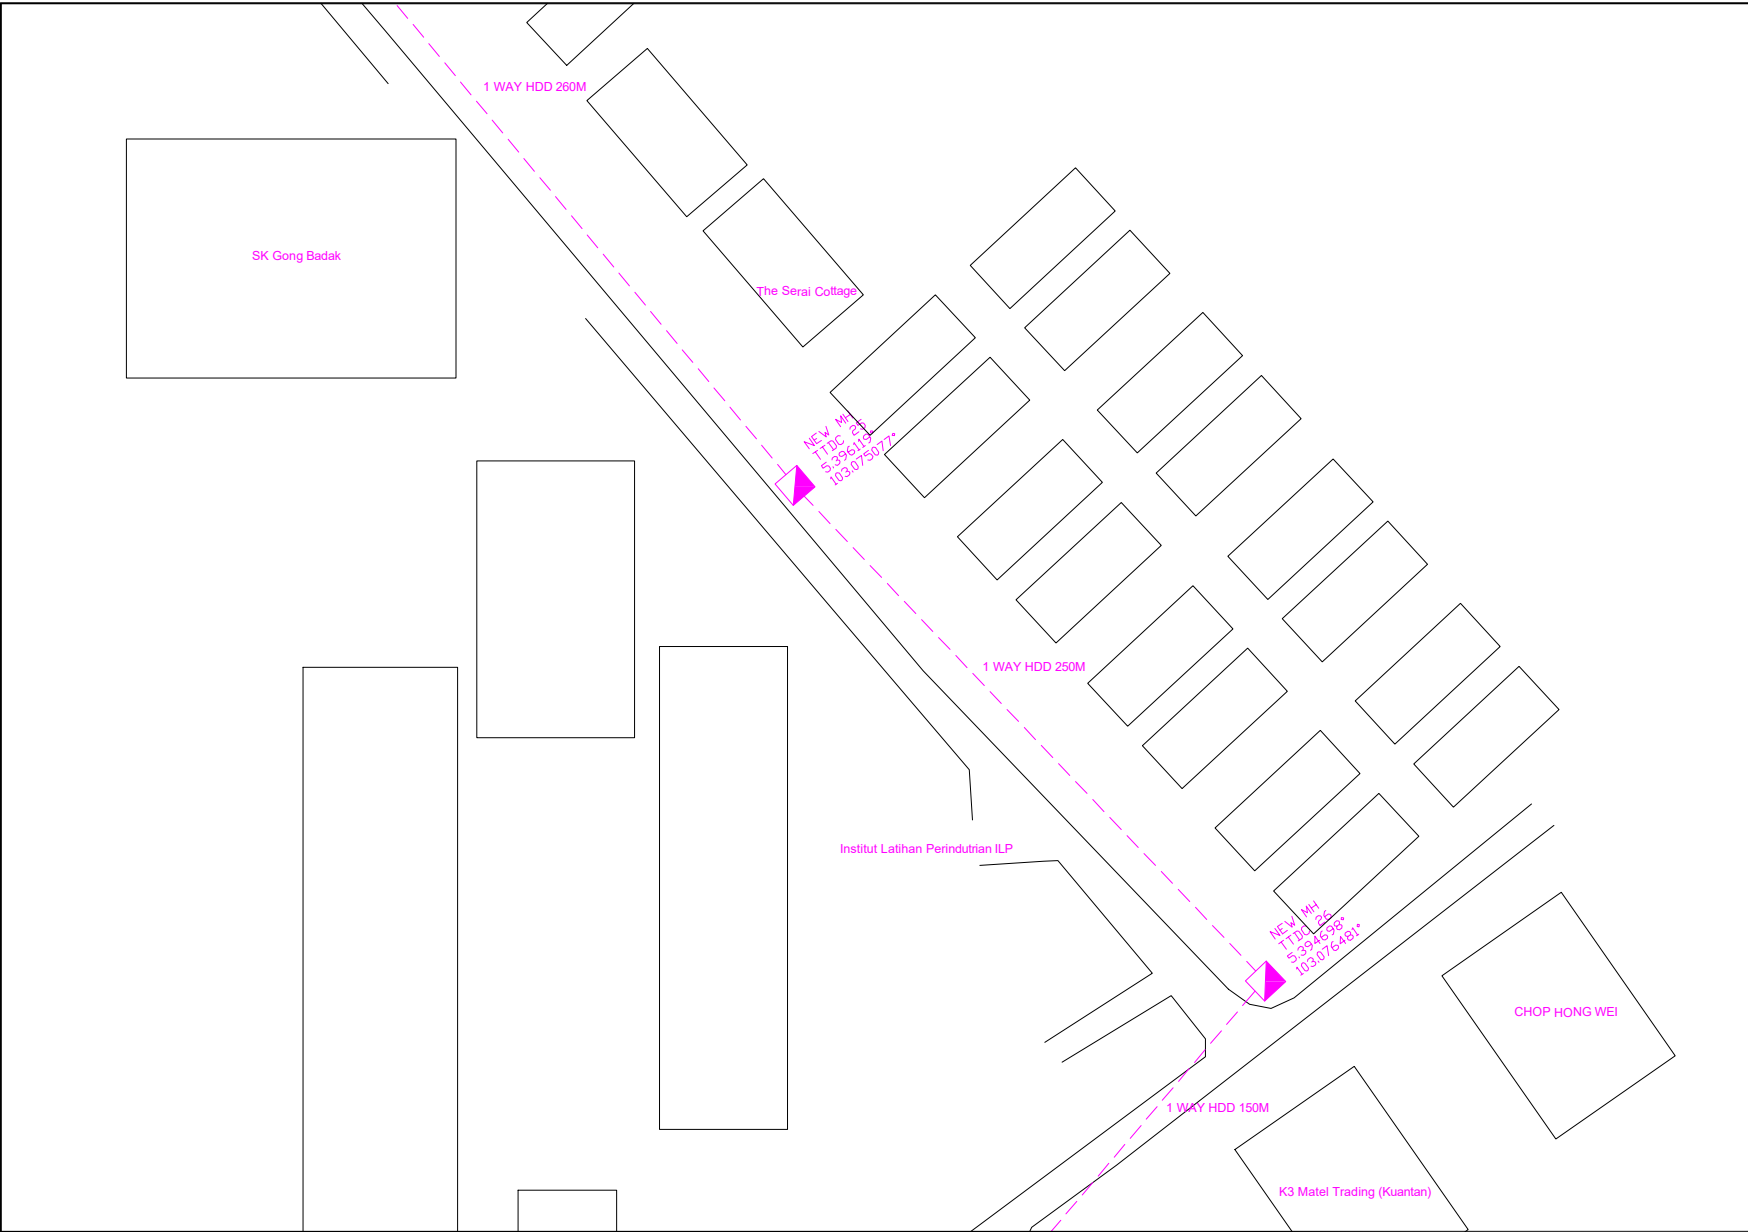 1 WAY HDD 260M
SK Gong Badak
The Serai Cottage
NEW MH
TTDC 25
5.396119°
103.075077°
1 WAY HDD 250M
Institut Latihan Perindutrian ILP
NEW MH
TTDC 26
5.394698°
103.076481°
CHOP HONG WEI
1 WAY HDD 150M
K3 Matel Trading (Kuantan)